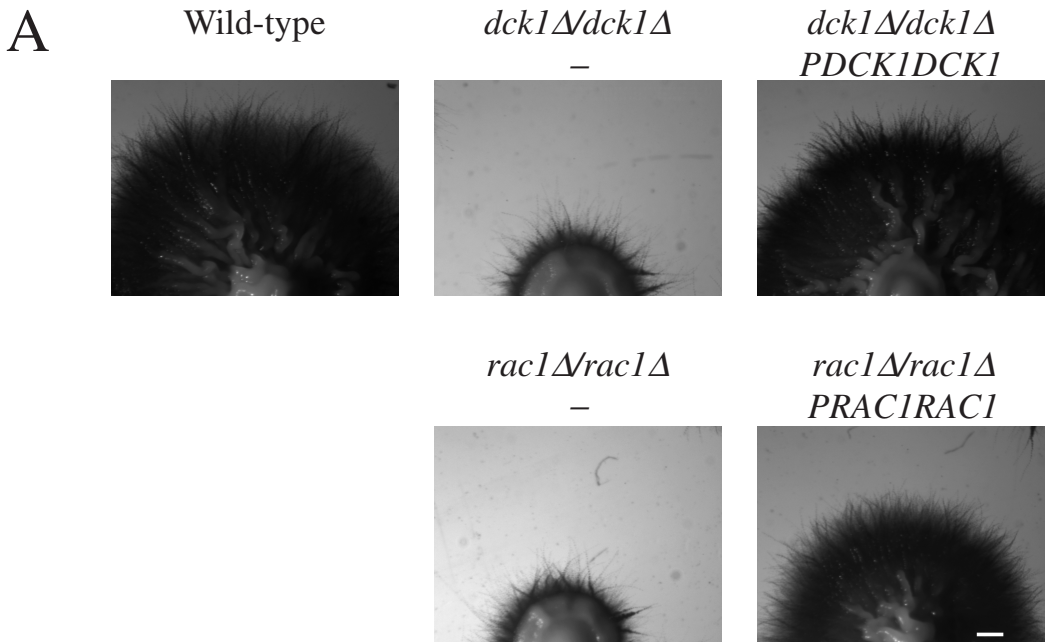 A
Wild-type
dck1Δ/dck1Δ
–
dck1Δ/dck1Δ
PDCK1DCK1
rac1Δ/rac1Δ
–
rac1Δ/rac1Δ
PRAC1RAC1